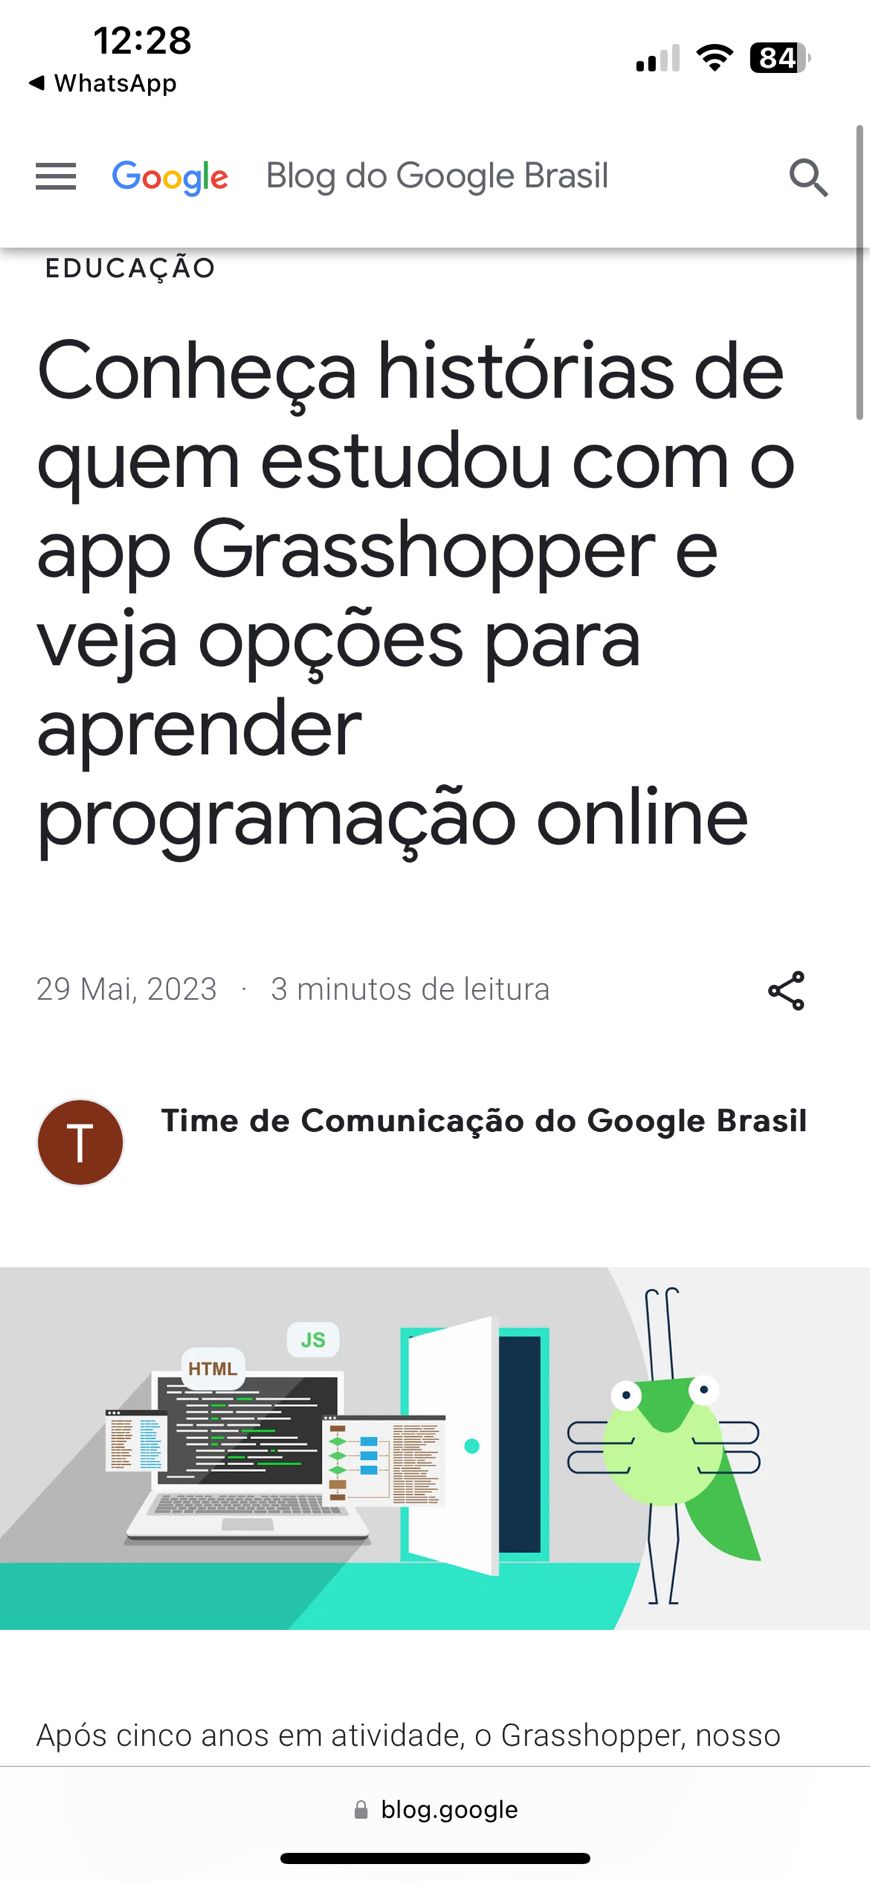 12:28
WhatsApp
84
Google Blog do Google Brasil
EDUCAÇÃO
Conheça histórias de
quem estudou com o
app Grasshopper e
veja opções para
aprender
programação online
29 Mai, 2023 · 3 minutos de leitura
T
Time de Comunicação do Google Brasil
JS
HTML
Após cinco anos em atividade, o Grasshopper, nosso
blog.google